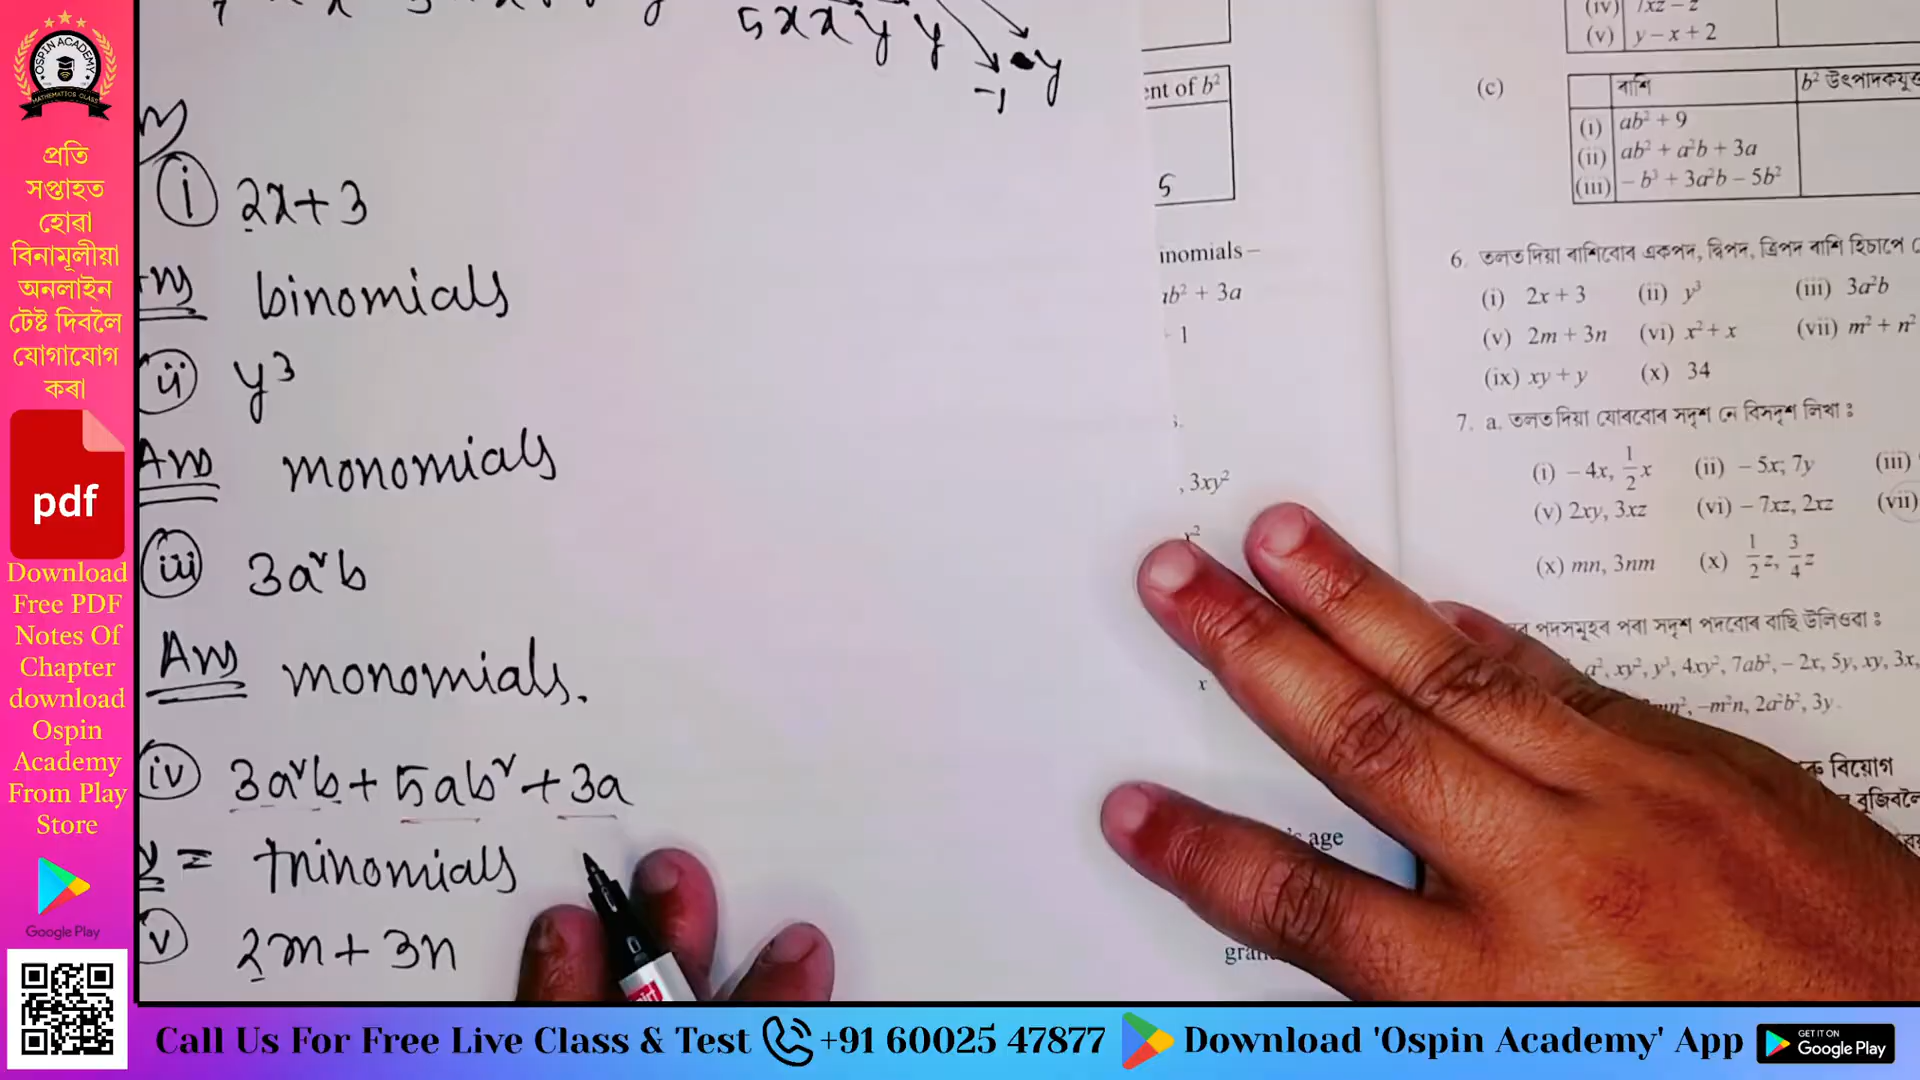 OSPIN ACADEMY
MATHEMATICS CLASS
প্ৰতি
সপ্তাহত
হোৱা
বিনামূলীয়া
অনলাইন
টেষ্ট দিবলৈ
যোগাযোগ
কৰা
pdf
Download
Free PDF
Notes Of
Chapter
download
Ospin
Academy
From Play
Store
Google Play
5xxyy
-1 y
(i) 2x+3
Ans binomials
(ii) y³
Ans monomials
(iii) 3a²b
Ans monomials.
(iv) 3a²b + 5ab² + 3a
= trinomials
(v) 2m + 3n
nt of b²
5
inomials –
ab² + 3a
1
, 3xy²
x
age
(iv) 7xz – z
(v) y – x + 2
(c) ৰাশি b² উৎপাদকযুক্ত
(i) ab² + 9
(ii) ab² + a²b + 3a
(iii) – b³ + 3a²b – 5b²
6. তলত দিয়া ৰাশিবোৰ একপদ, দ্বিপদ, ত্ৰিপদ ৰাশি হিচাপে
(i) 2x + 3 (ii) y³ (iii) 3a²b
(v) 2m + 3n (vi) x² + x (vii) m² + n²
(ix) xy + y (x) 34
7. a. তলত দিয়া যোৰবোৰ সদৃশ নে বিসদৃশ লিখা :
(i) – 4x, 1/2 x (ii) – 5x, 7y (iii)
(v) 2xy, 3xz (vi) – 7xz, 2xz (vii)
(x) mn, 3nm (x) 1/2 z, 3/4 z
পদসমূহৰ পৰা সদৃশ পদবোৰ বাছি উলিওৱা :
a², xy², y³, 4xy², 7ab², – 2x, 5y, xy, 3x,
–m²n, 2a²b², 3y.
বিয়োগ
Call Us For Free Live Class & Test +91 60025 47877 Download 'Ospin Academy' App GET IT ON Google Play